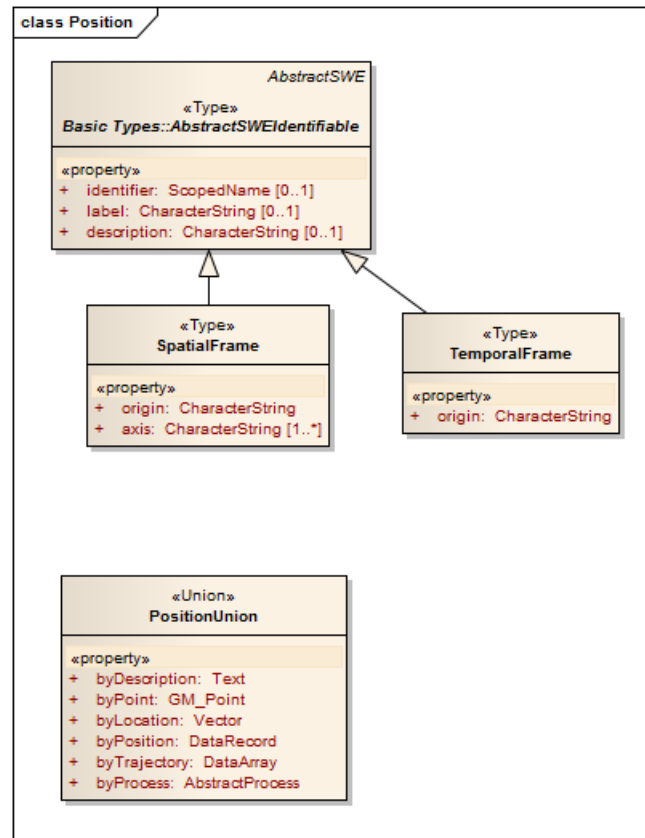 class Position
AbstractSWE
«Type»
Basic Types::AbstractSWEIdentifiable
«property»
+ identifier: ScopedName [0..1]
+ label: CharacterString [0..1]
+ description: CharacterString [0..1]
«Type»
SpatialFrame
«property»
+ origin: CharacterString
+ axis: CharacterString [1..*]
«Type»
TemporalFrame
«property»
+ origin: CharacterString
«Union»
PositionUnion
«property»
+ byDescription: Text
+ byPoint: GM_Point
+ byLocation: Vector
+ byPosition: DataRecord
+ byTrajectory: DataArray
+ byProcess: AbstractProcess